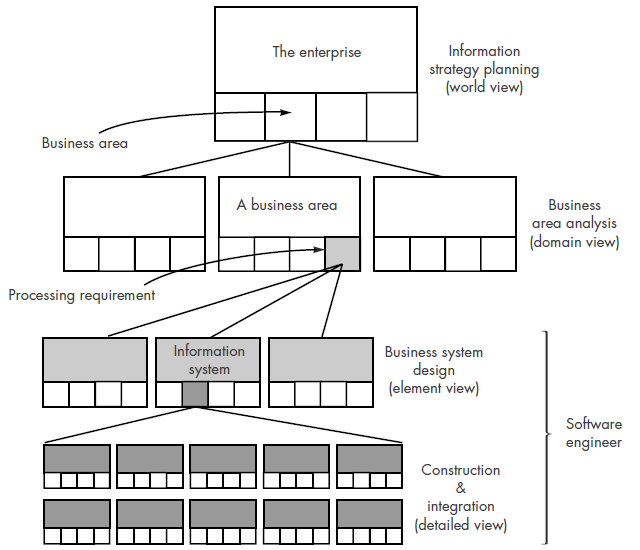 The enterprise
Information
strategy planning
(world view)
Business area
A business area
Business
area analysis
(domain view)
Processing requirement
Information
system
Business system
design
(element view)
Software
engineer
Construction
&
integration
(detailed view)